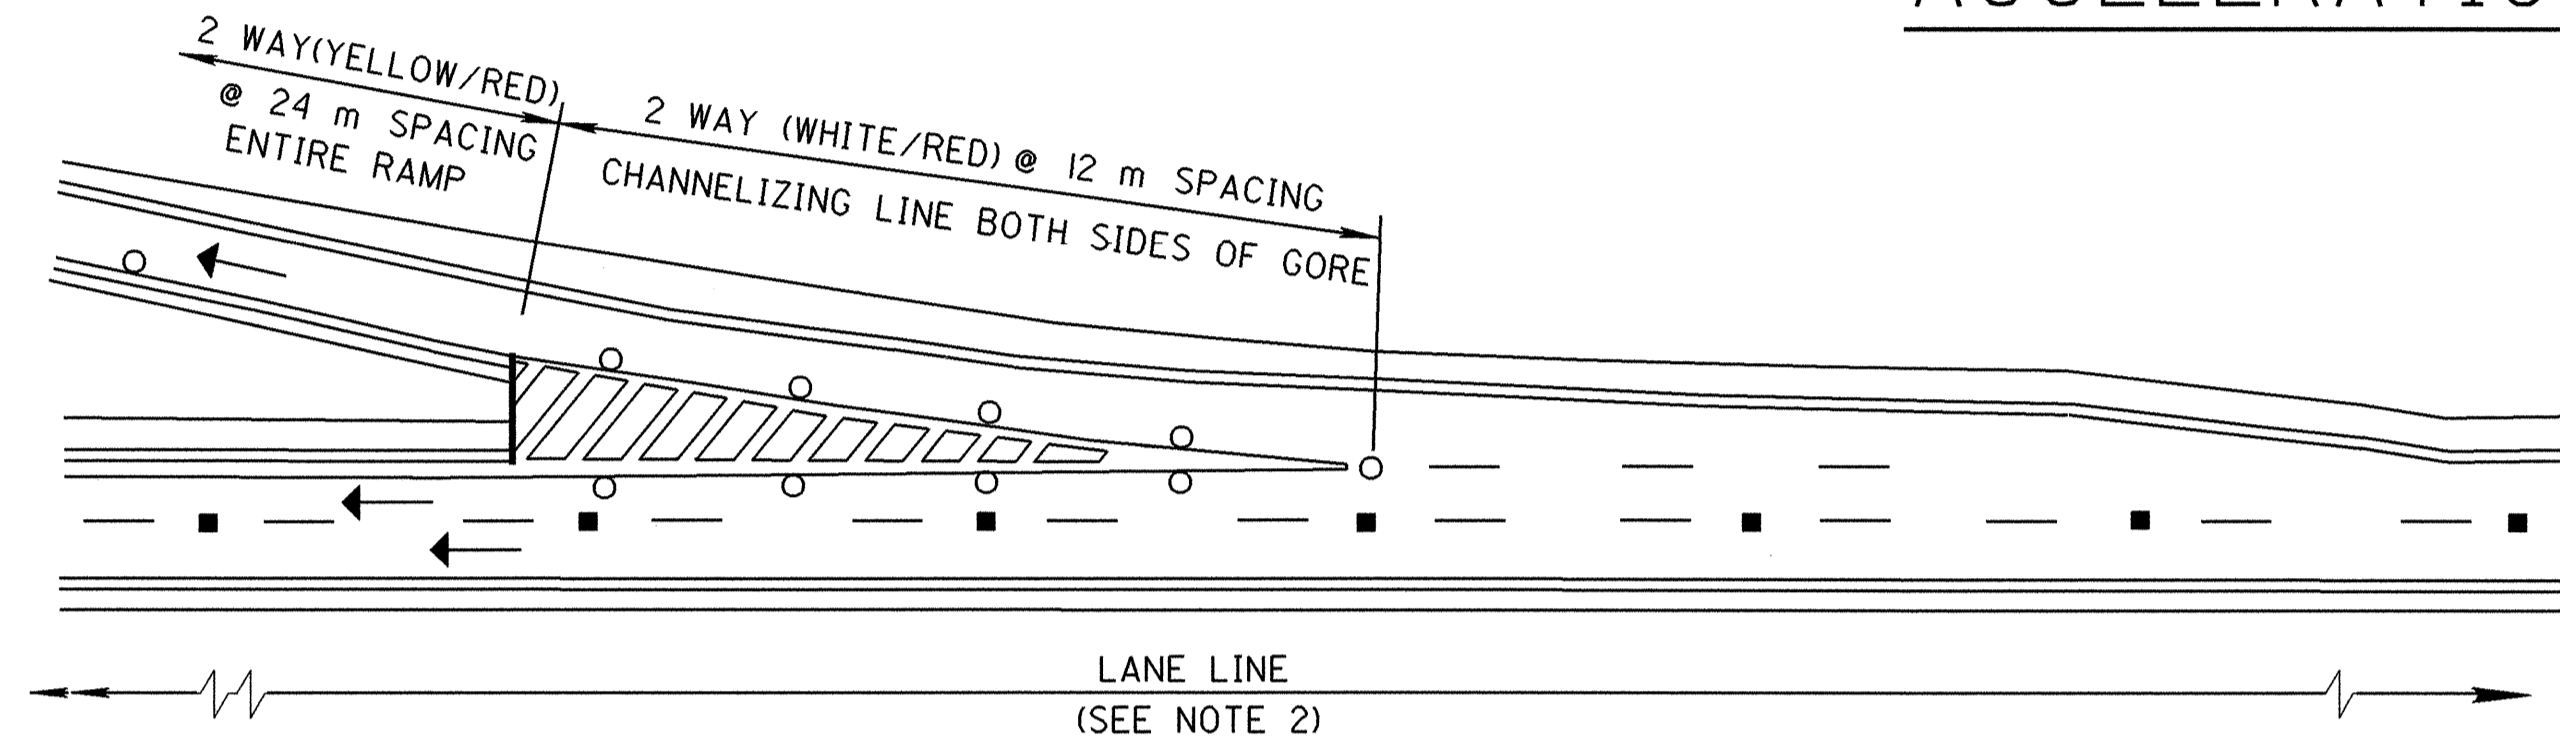 2 WAY(YELLOW/RED)
@ 24 m SPACING
ENTIRE RAMP
2 WAY (WHITE/RED) @ 12 m SPACING
CHANNELIZING LINE BOTH SIDES OF GORE
LANE LINE
(SEE NOTE 2)